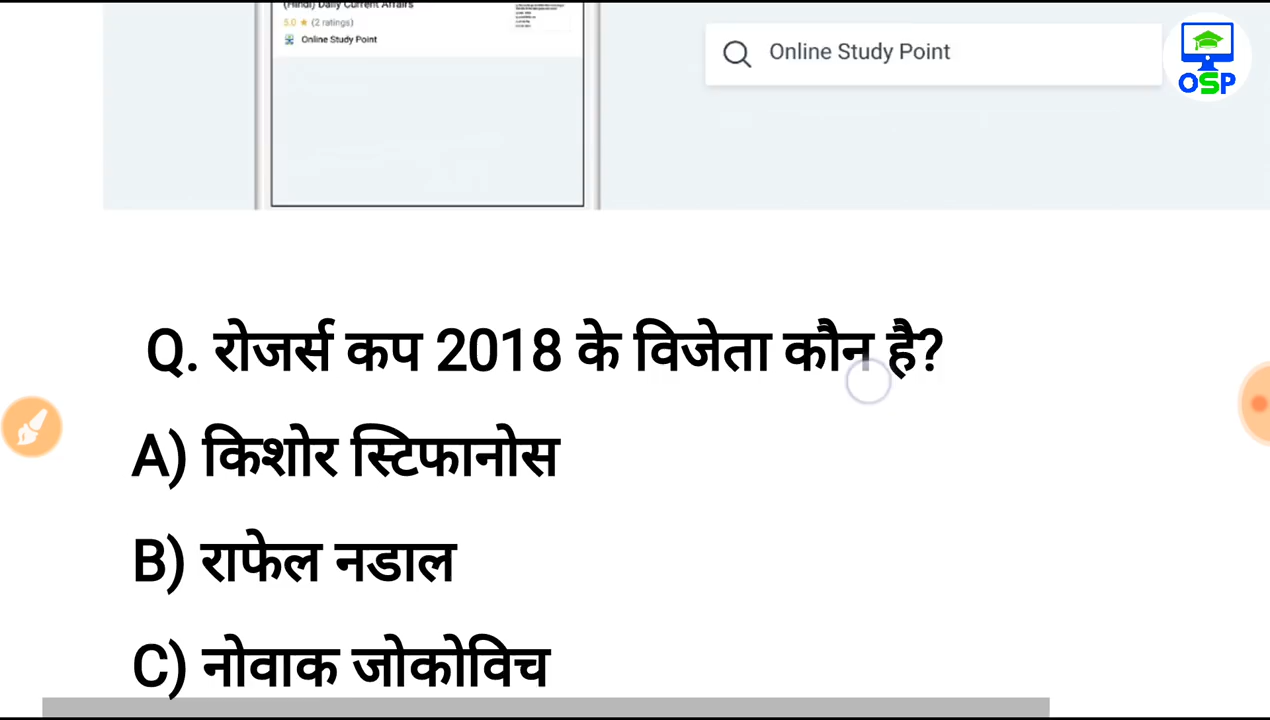 (Hindi) Daily Current Affairs
5.0 ★ (2 ratings)
Online Study Point
Online Study Point
OSP
Q. रोजर्स कप 2018 के विजेता कौन है?
A) किशोर स्टिफानोस
B) राफेल नडाल
C) नोवाक जोकोविच